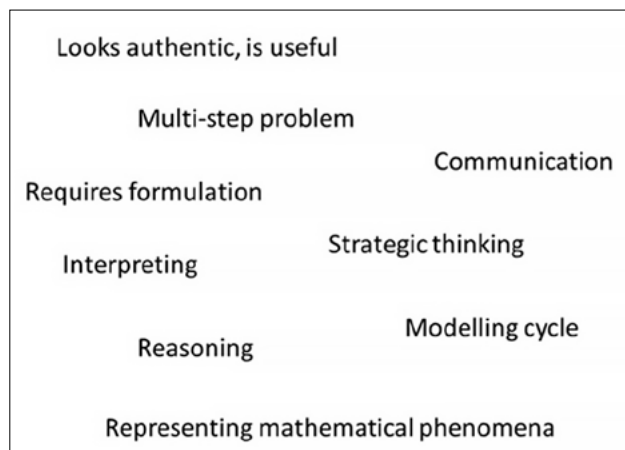 Looks authentic, is useful
Multi-step problem
Communication
Requires formulation
Strategic thinking
Interpreting
Modelling cycle
Reasoning
Representing mathematical phenomena